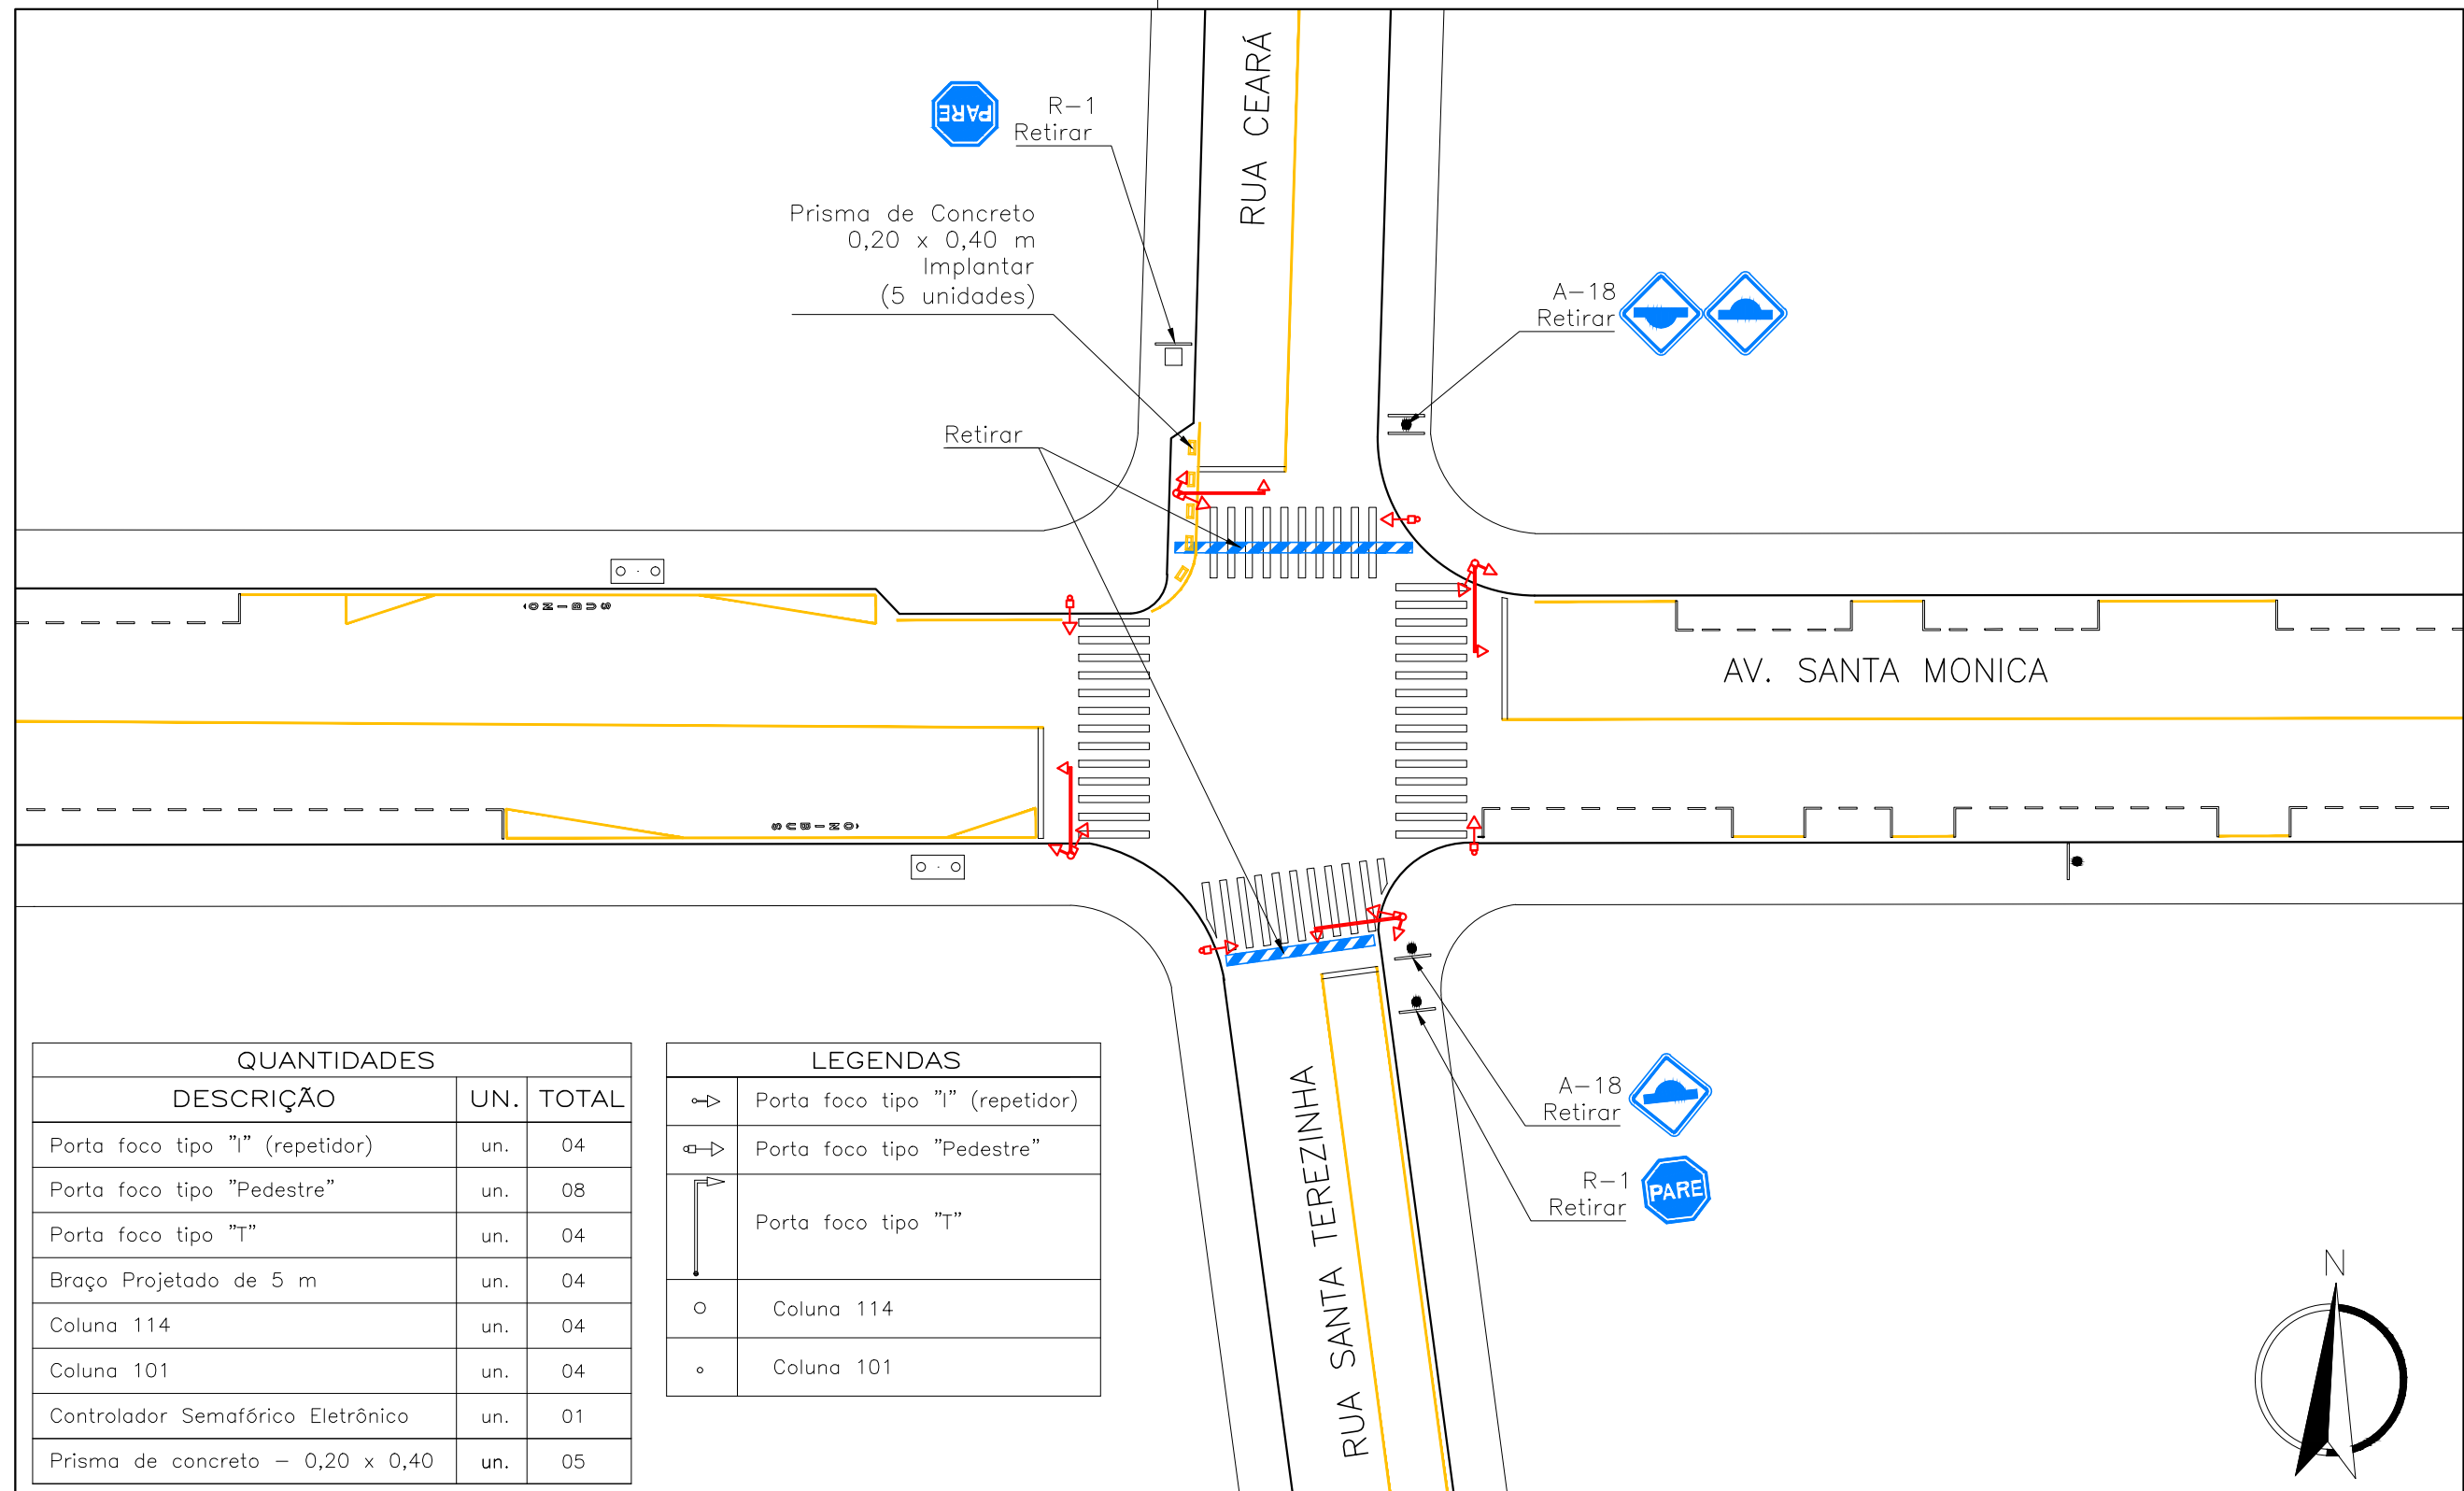 RUA CEARÁ
PARE
R-1
Retirar
Prisma de Concreto
0,20 x 0,40 m
Implantar
(5 unidades)
A-18
Retirar
Retirar
ÔNIBUS
AV. SANTA MONICA
ÔNIBUS
A-18
Retirar
R-1
Retirar
PARE
RUA SANTA TEREZINHA
N
QUANTIDADES
DESCRIÇÃO UN. TOTAL
Porta foco tipo "I" (repetidor) un. 04
Porta foco tipo "Pedestre" un. 08
Porta foco tipo "T" un. 04
Braço Projetado de 5 m un. 04
Coluna 114 un. 04
Coluna 101 un. 04
Controlador Semafórico Eletrônico un. 01
Prisma de concreto - 0,20 x 0,40 un. 05
LEGENDAS
Porta foco tipo "I" (repetidor)
Porta foco tipo "Pedestre"
Porta foco tipo "T"
Coluna 114
Coluna 101